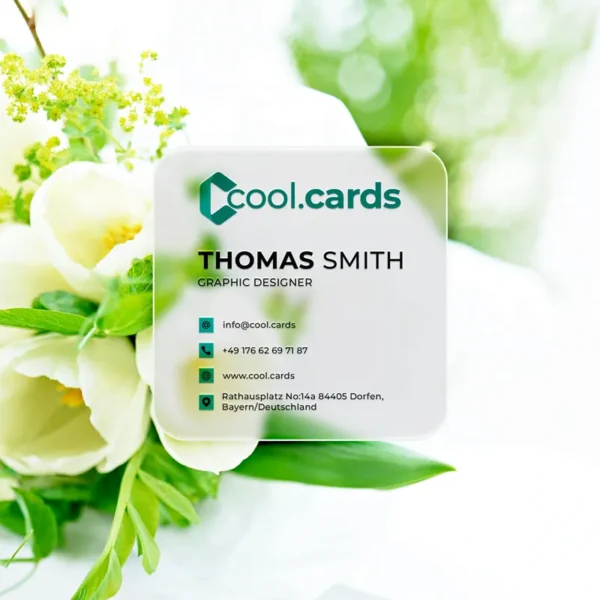 cool.cards
THOMAS SMITH
GRAPHIC DESIGNER
info@cool.cards
+49 176 62 69 71 87
www.cool.cards
Rathausplatz No:14a 84405 Dorfen,
Bayern/Deutschland